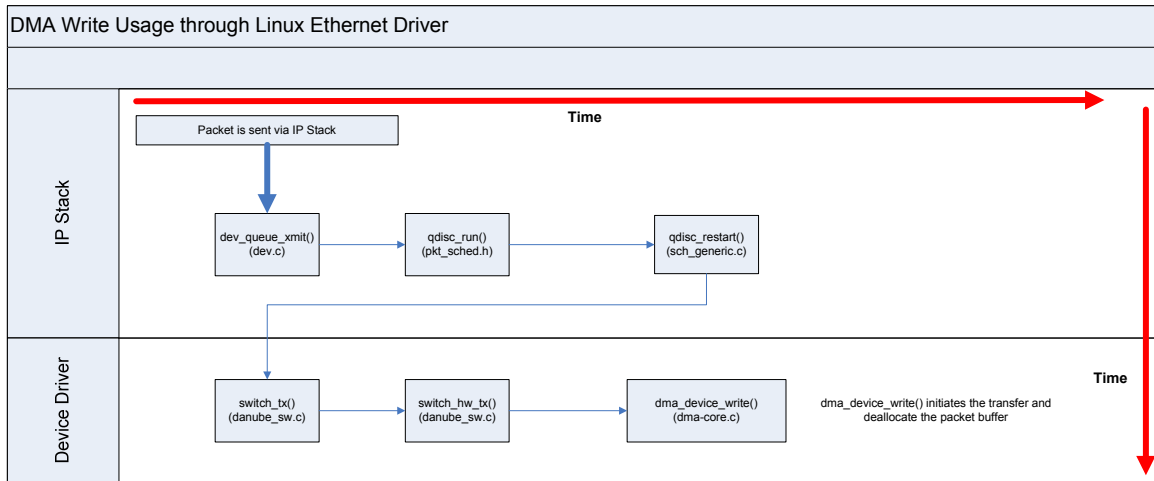 DMA Write Usage through Linux Ethernet Driver
Time
Packet is sent via IP Stack
IP Stack
dev_queue_xmit()
(dev.c)
qdisc_run()
(pkt_sched.h)
qdisc_restart()
(sch_generic.c)
Device Driver
switch_tx()
(danube_sw.c)
switch_hw_tx()
(danube_sw.c)
dma_device_write()
(dma-core.c)
dma_device_write() initiates the transfer and
deallocate the packet buffer
Time